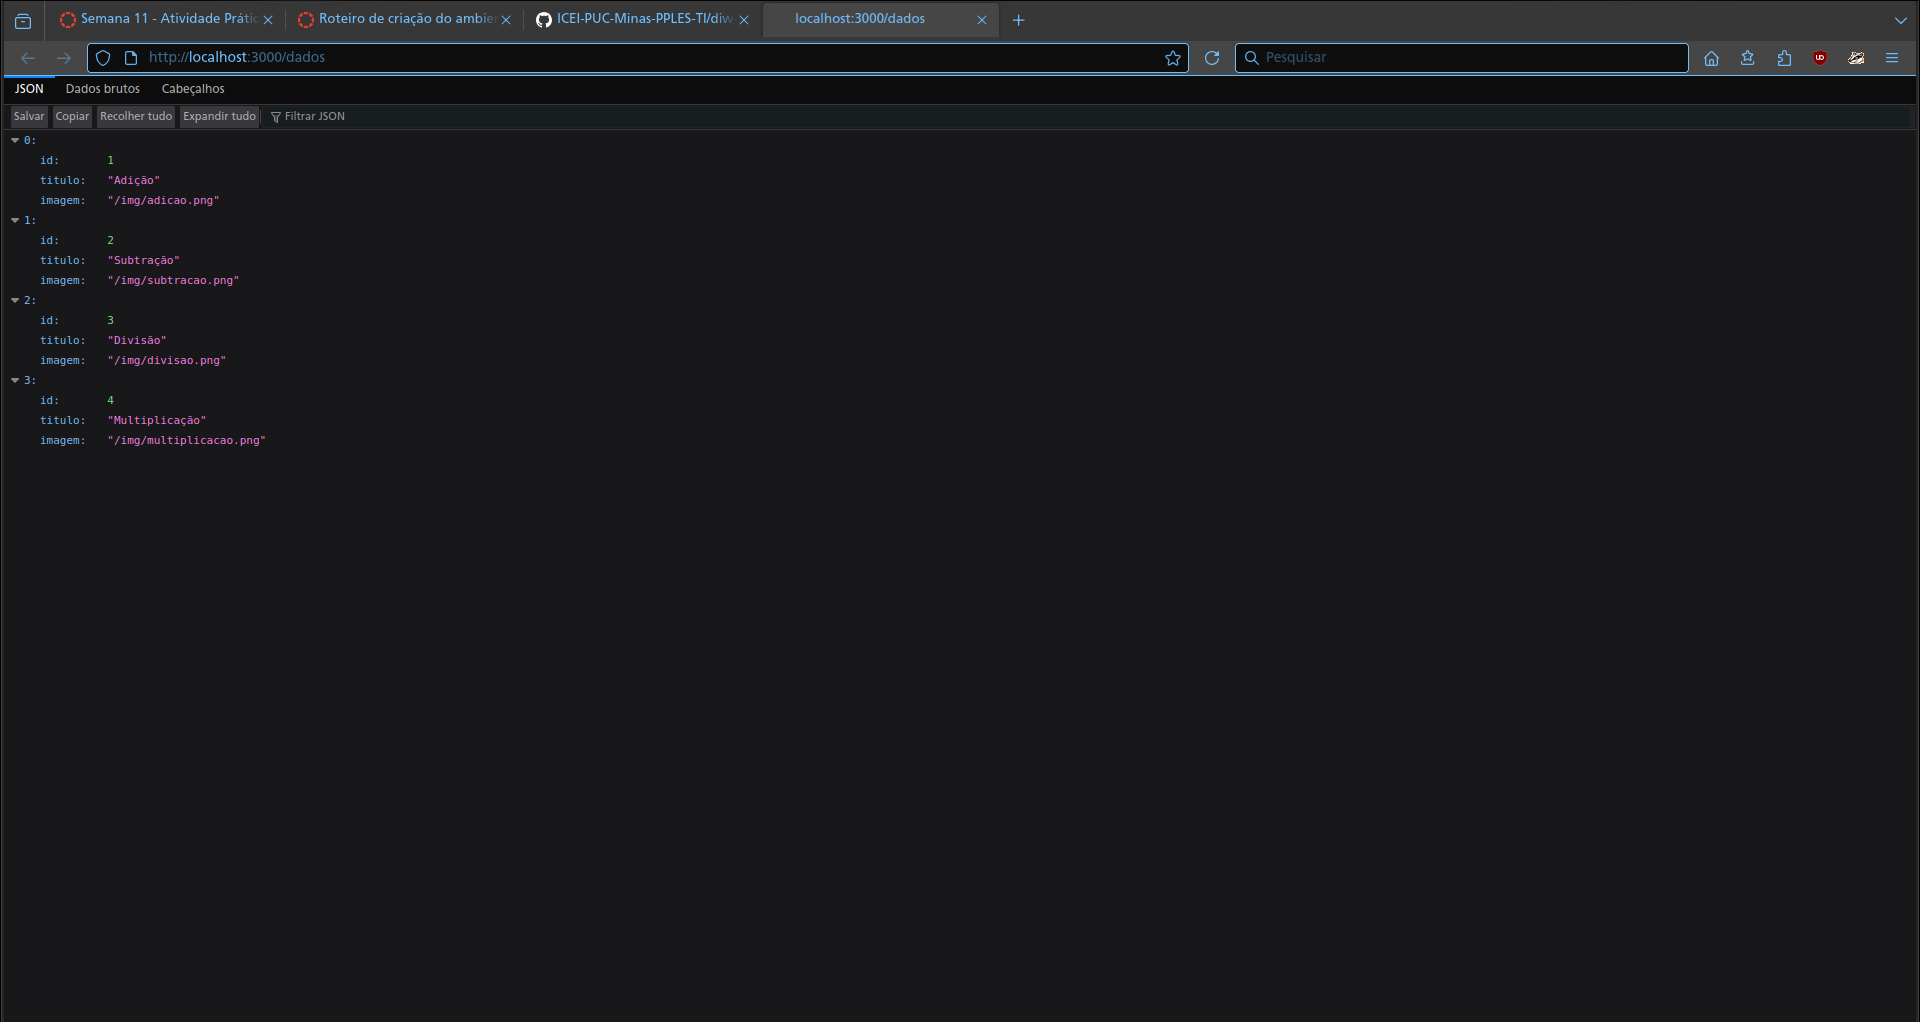 Semana 11 - Atividade Prátic
Roteiro de criação do ambie
ICEI-PUC-Minas-PPLES-TI/diw
localhost:3000/dados
http://localhost:3000/dados
Pesquisar
JSON Dados brutos Cabeçalhos
Salvar Copiar Recolher tudo Expandir tudo Filtrar JSON
0:
id: 1
titulo: "Adição"
imagem: "/img/adicao.png"
1:
id: 2
titulo: "Subtração"
imagem: "/img/subtracao.png"
2:
id: 3
titulo: "Divisão"
imagem: "/img/divisao.png"
3:
id: 4
titulo: "Multiplicação"
imagem: "/img/multiplicacao.png"